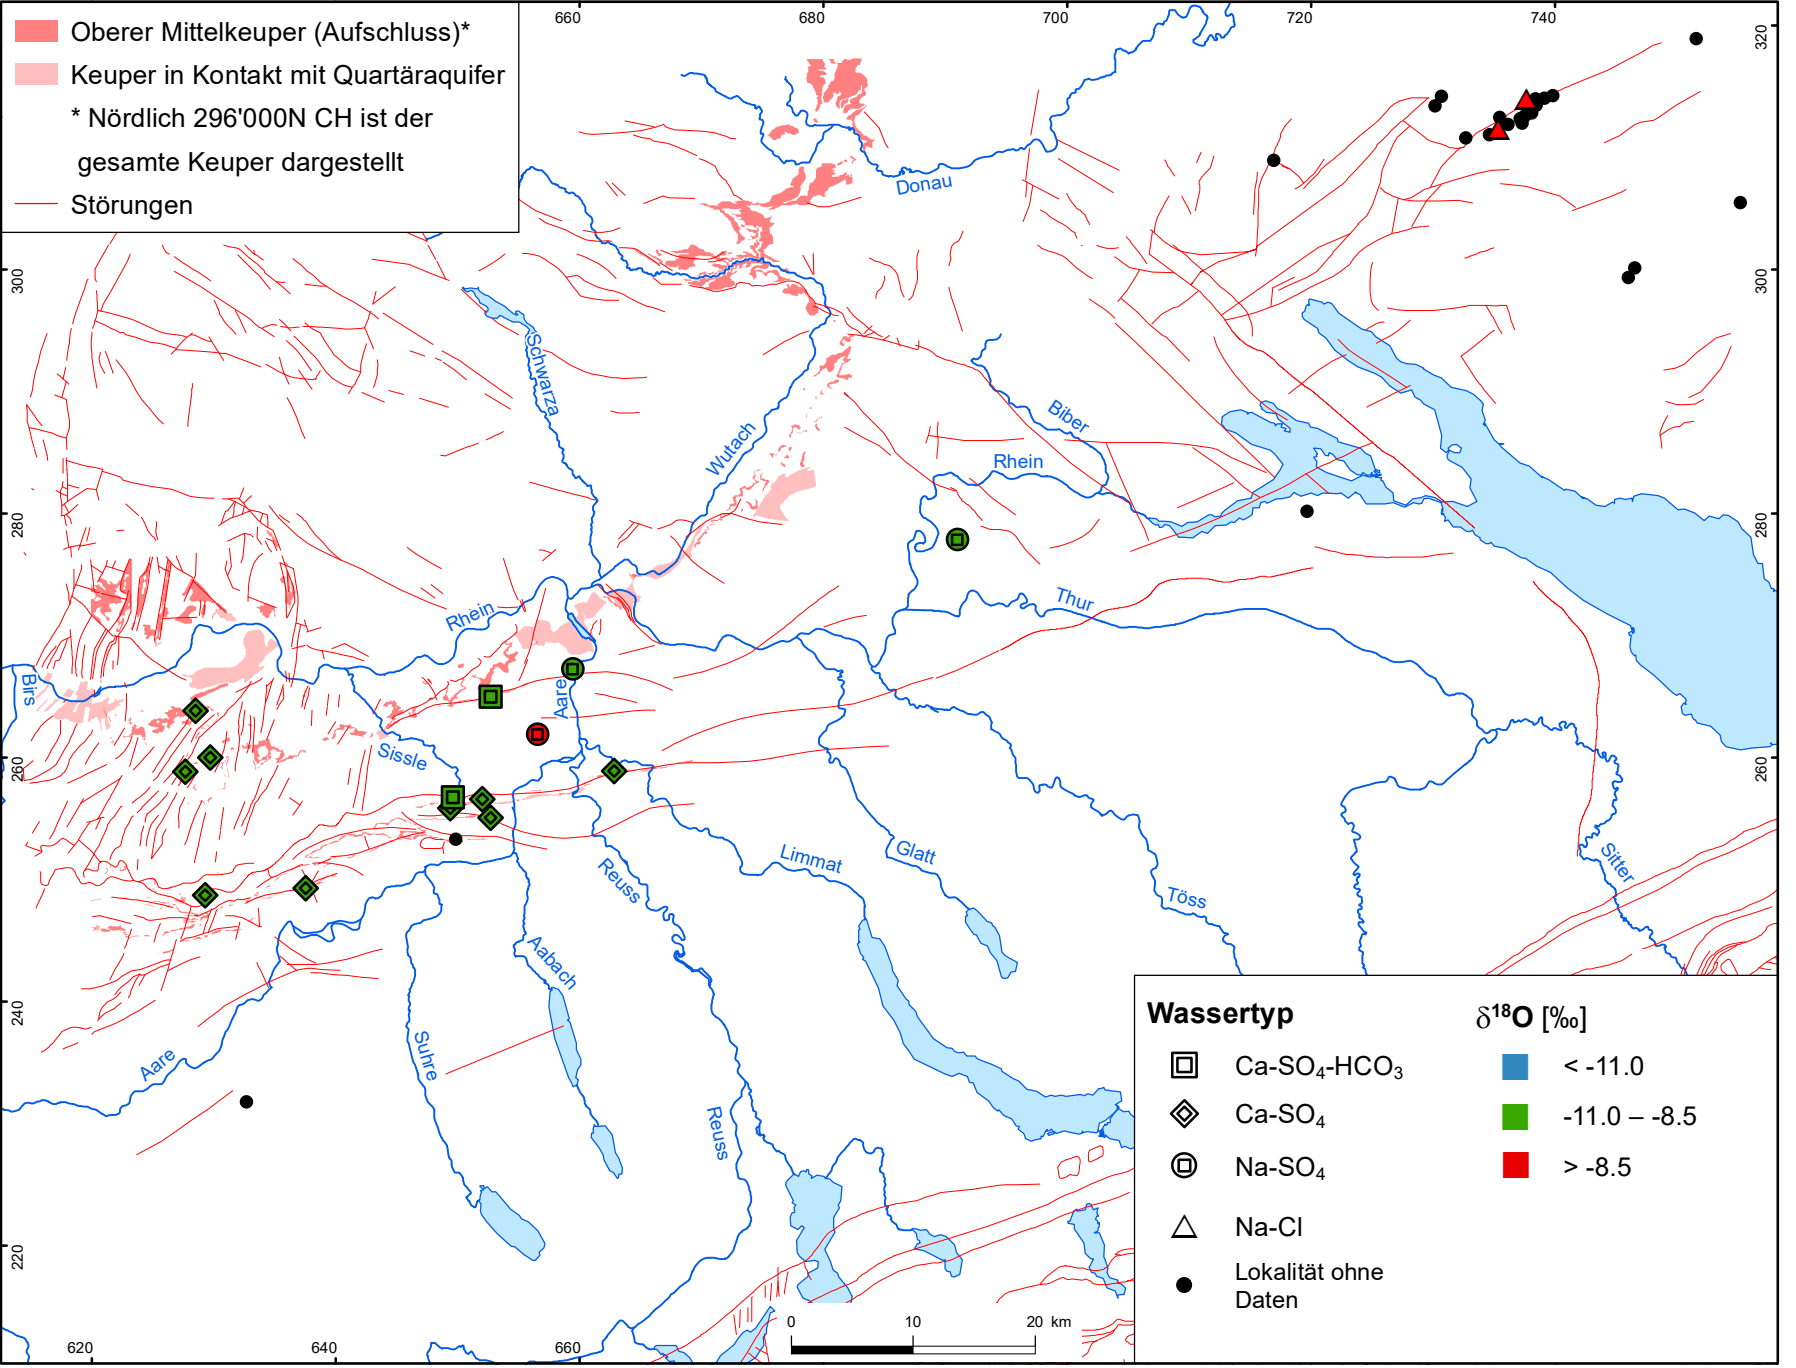 660
680
700
720
740
Oberer Mittelkeuper (Aufschluss)*
Keuper in Kontakt mit Quartäraquifer
* Nördlich 296'000N CH ist der
gesamte Keuper dargestellt
Störungen
320
Donau
300
300
Schwarza
Wutach
Biber
Rhein
280
280
Rhein
Thur
Birs
Aare
Sissle
260
260
Reuss
Limmat
Glatt
Töss
Sitter
Aabach
240
Aare
Suhre
Reuss
220
Wassertyp
δ¹⁸O [‰]
Ca-SO₄-HCO₃
< -11.0
Ca-SO₄
-11.0 – -8.5
Na-SO₄
> -8.5
Na-Cl
Lokalität ohne
Daten
0 10 20 km
620
640
660